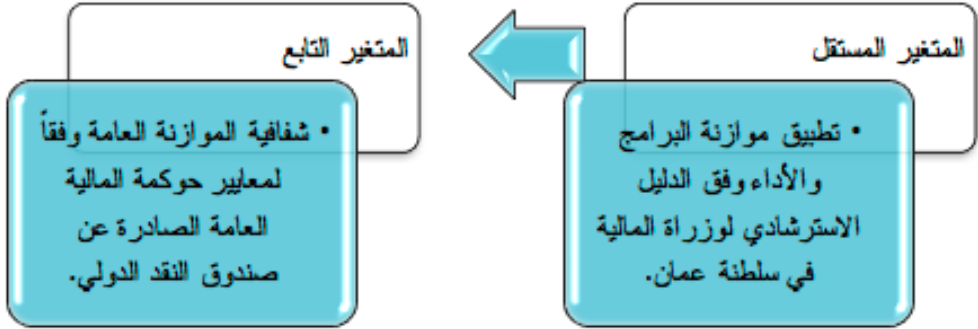 المتغير المستقل
• تطبيق موازنة البرامج
والأداء وفق الدليل
الاسترشادي لوزراة المالية
في سلطنة عمان.
المتغير التابع
• شفافية الموازنة العامة وفقاً
لمعايير حوكمة المالية
العامة الصادرة عن
صندوق النقد الدولي.